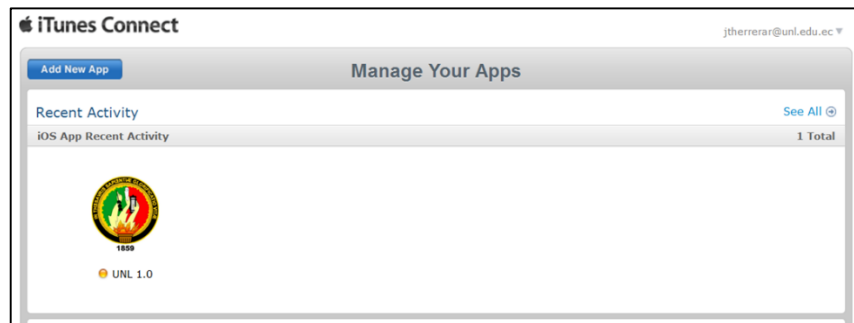 iTunes Connect
jtherrerar@unl.edu.ec
Add New App
Manage Your Apps
Recent Activity
See All
iOS App Recent Activity
1 Total
1859
UNL 1.0